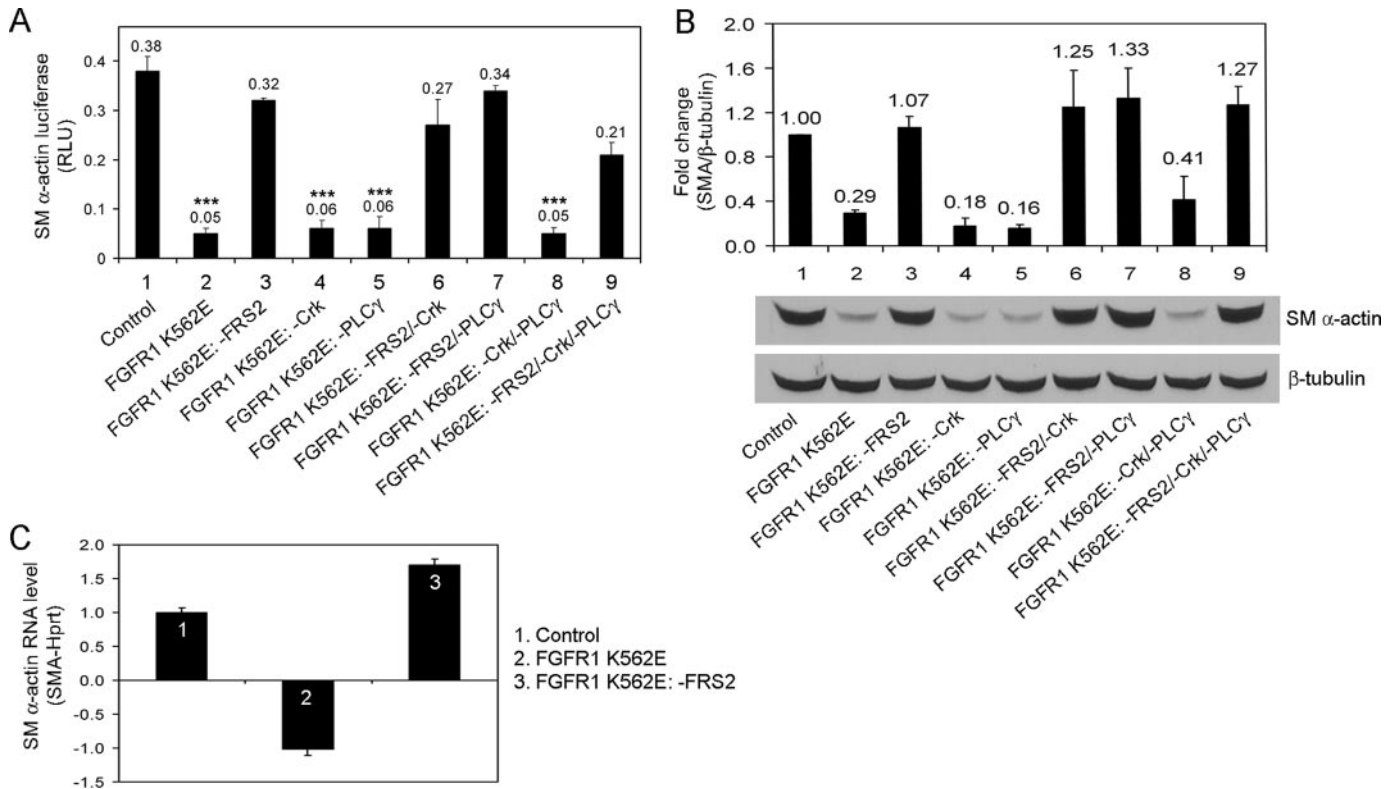 A
SM α-actin luciferase
(RLU)
0.4
0.3
0.2
0.1
0
0.38
***
0.05
0.32
***
0.06
***
0.06
0.27
0.34
***
0.05
0.21
1 2 3 4 5 6 7 8 9
Control
FGFR1 K562E
FGFR1 K562E: -FRS2
FGFR1 K562E: -Crk
FGFR1 K562E: -PLCγ
FGFR1 K562E: -FRS2/-Crk
FGFR1 K562E: -FRS2/-PLCγ
FGFR1 K562E: -Crk/-PLCγ
FGFR1 K562E: -FRS2/-Crk/-PLCγ
B
Fold change
(SMA/β-tubulin)
2.0
1.6
1.2
0.8
0.4
0.0
1.00
0.29
1.07
0.18
0.16
1.25
1.33
0.41
1.27
1 2 3 4 5 6 7 8 9
SM α-actin
β-tubulin
Control
FGFR1 K562E
FGFR1 K562E: -FRS2
FGFR1 K562E: -Crk
FGFR1 K562E: -PLCγ
FGFR1 K562E: -FRS2/-Crk
FGFR1 K562E: -FRS2/-PLCγ
FGFR1 K562E: -Crk/-PLCγ
FGFR1 K562E: -FRS2/-Crk/-PLCγ
C
SM α-actin RNA level
(SMA-Hprt)
2.0
1.5
1.0
0.5
0.0
-0.5
-1.0
-1.5
1
2
3
1. Control
2. FGFR1 K562E
3. FGFR1 K562E: -FRS2